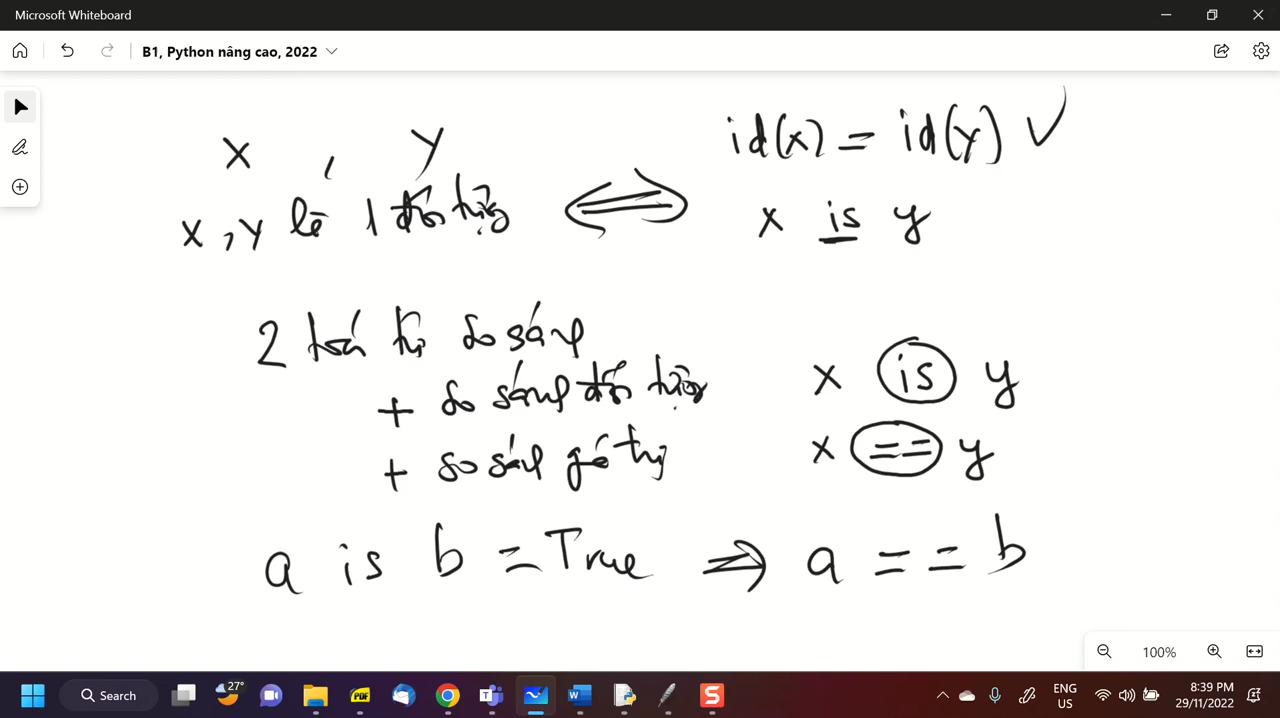 Microsoft Whiteboard
B1, Python nâng cao, 2022
x , y
id(x) = id(y) ✓
x, y là 1 đối tượng ⟺ x is y
2 toán tử so sánh
+ so sánh đối tượng x is y
+ so sánh giá trị x == y
a is b = True ⇒ a == b
100%
Search
27°
ENG
US
8:39 PM
29/11/2022